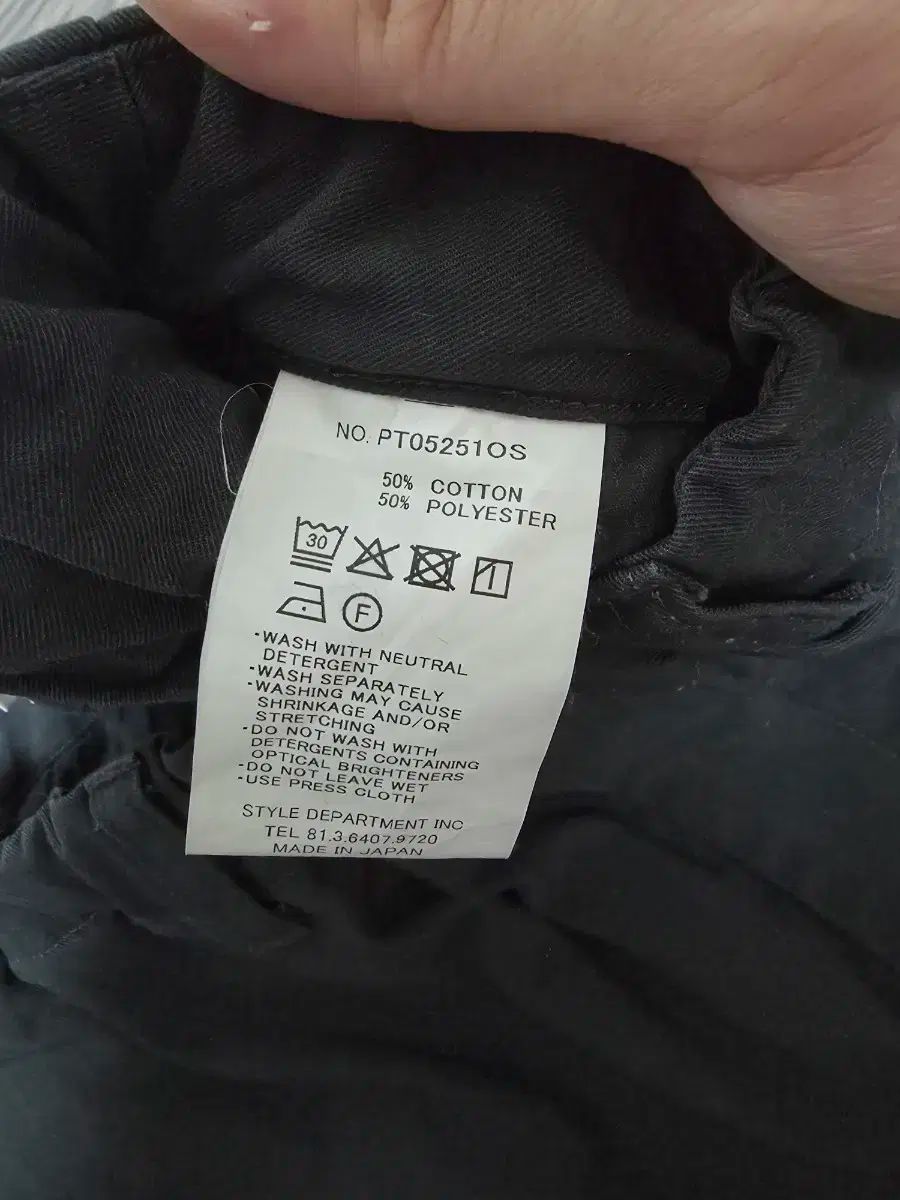 NO. PT05251OS
50% COTTON
50% POLYESTER
30
F
·WASH WITH NEUTRAL
DETERGENT
·WASH SEPARATELY
·WASHING MAY CAUSE
SHRINKAGE AND/OR
STRETCHING
·DO NOT WASH WITH
DETERGENTS CONTAINING
OPTICAL BRIGHTENERS
·DO NOT LEAVE WET
·USE PRESS CLOTH
STYLE DEPARTMENT INC
TEL 81.3.6407.9720
MADE IN JAPAN